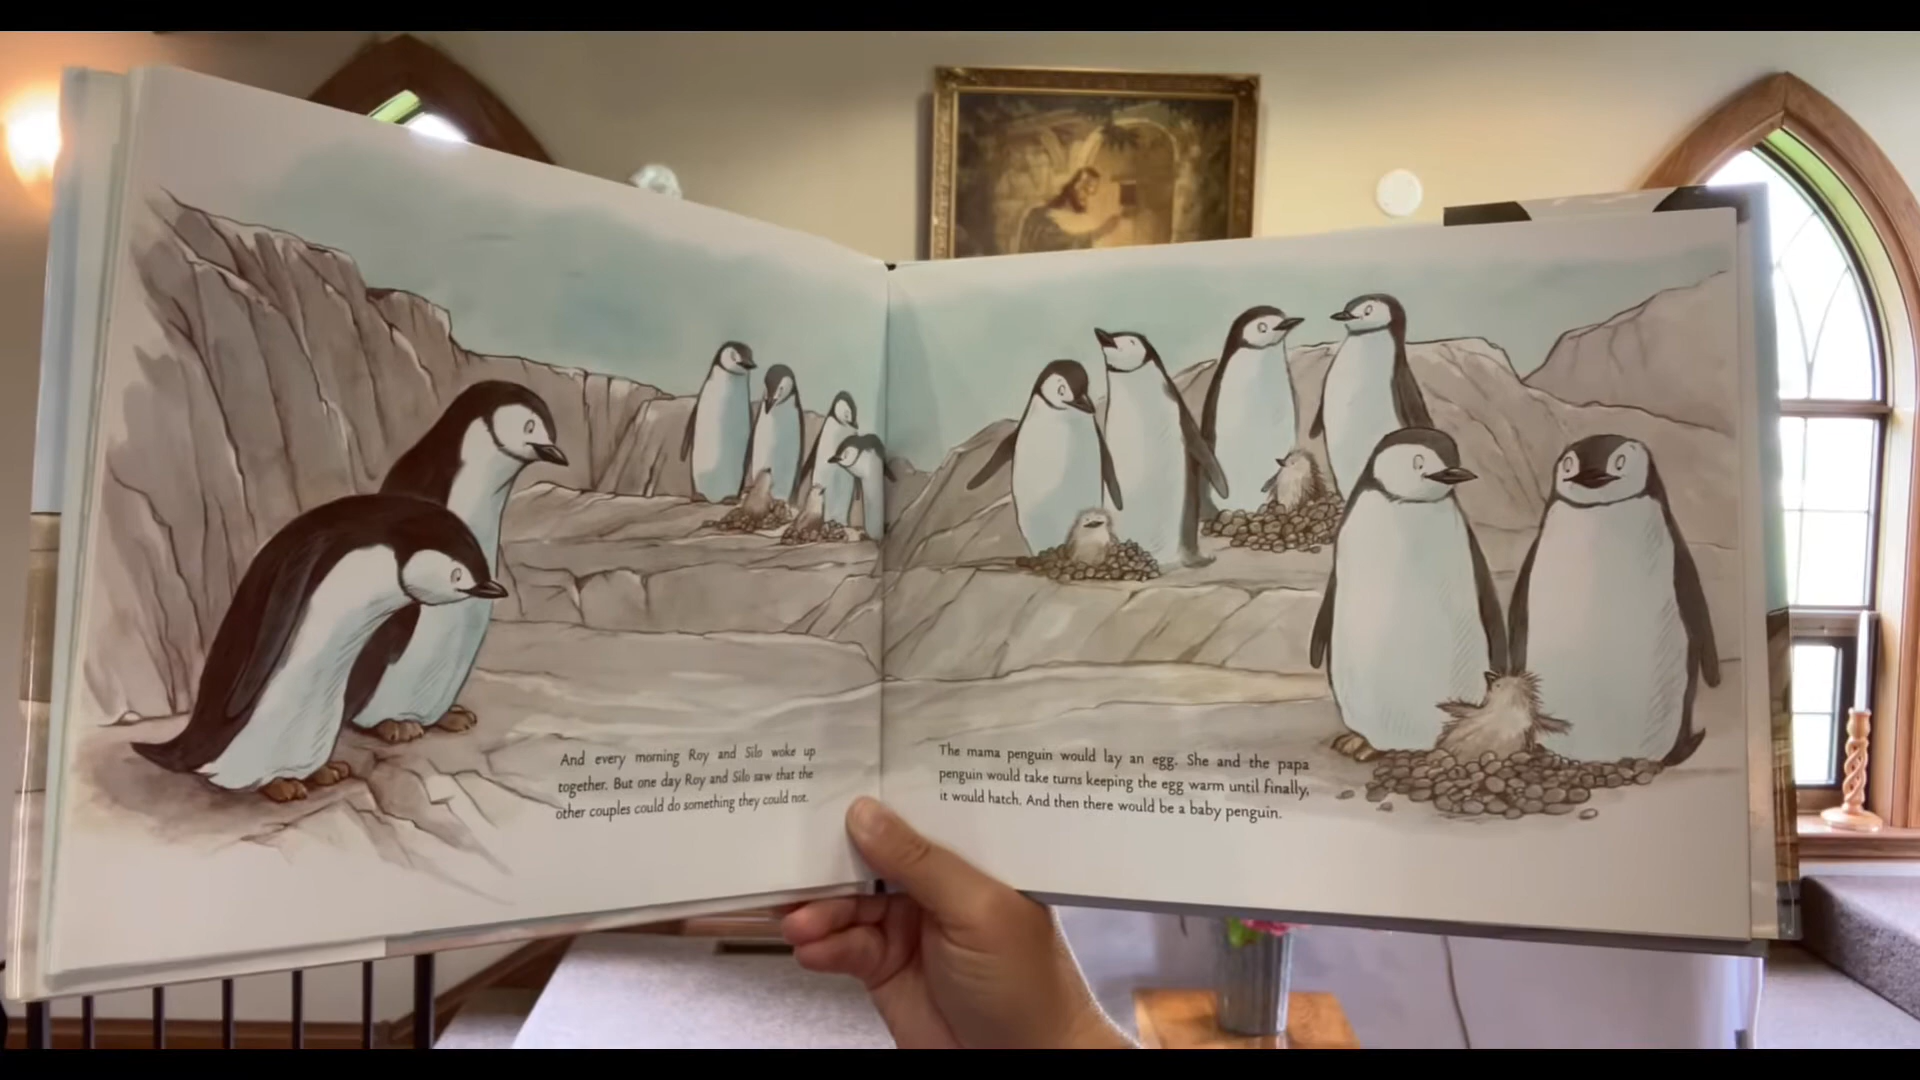 And every morning Roy and Silo woke up
together. But one day Roy and Silo saw that the
other couples could do something they could not.
The mama penguin would lay an egg. She and the papa
penguin would take turns keeping the egg warm until finally,
it would hatch. And then there would be a baby penguin.